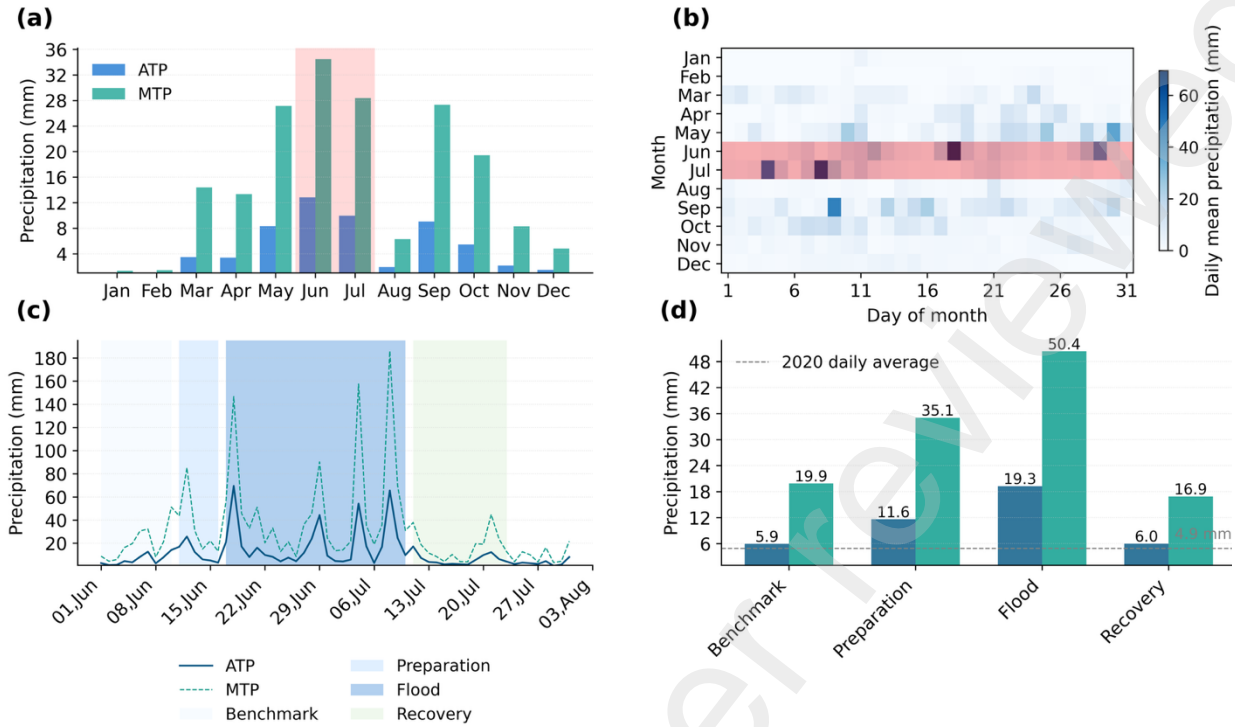 (a)
Precipitation (mm)
36
32
28
24
20
16
12
8
4
ATP
MTP
Jan Feb Mar Apr May Jun Jul Aug Sep Oct Nov Dec
(b)
Month
Jan
Feb
Mar
Apr
May
Jun
Jul
Aug
Sep
Oct
Nov
Dec
1 6 11 16 21 26 31
Day of month
60
40
20
0
Daily mean precipitation (mm)
(c)
Precipitation (mm)
180
160
140
120
100
80
60
40
20
01,Jun 08,Jun 15,Jun 22,Jun 29,Jun 06,Jul 13,Jul 20,Jul 27,Jul 03,Aug
ATP
MTP
Benchmark
Preparation
Flood
Recovery
(d)
Precipitation (mm)
48
42
36
30
24
18
12
6
2020 daily average
5.9 19.9 11.6 35.1 19.3 50.4 6.0 16.9
4.9 mm
Benchmark Preparation Flood Recovery
er reviewe